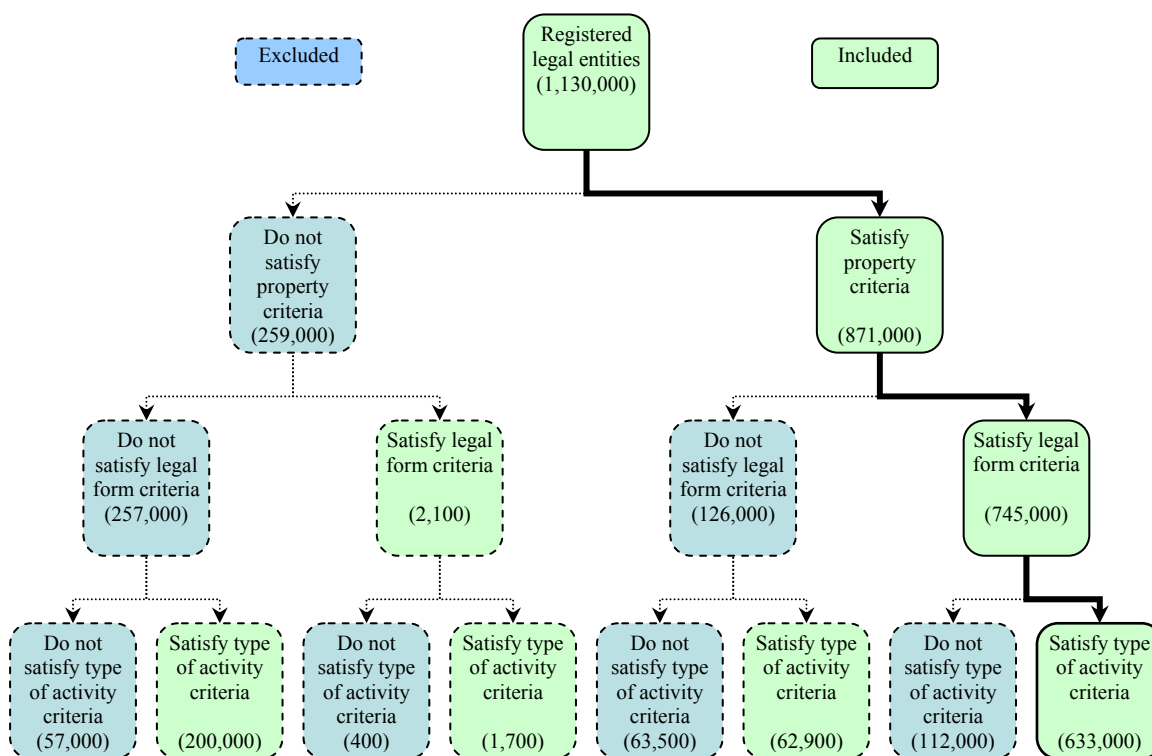 Excluded
Registered
legal entities
(1,130,000)
Included
Do not
satisfy
property
criteria
(259,000)
Satisfy
property
criteria
(871,000)
Do not
satisfy legal
form criteria
(257,000)
Satisfy legal
form criteria
(2,100)
Do not
satisfy legal
form criteria
(126,000)
Satisfy legal
form criteria
(745,000)
Do not
satisfy type
of activity
criteria
(57,000)
Satisfy type
of activity
criteria
(200,000)
Do not
satisfy type
of activity
criteria
(400)
Satisfy type
of activity
criteria
(1,700)
Do not
satisfy type
of activity
criteria
(63,500)
Satisfy type
of activity
criteria
(62,900)
Do not
satisfy type
of activity
criteria
(112,000)
Satisfy type
of activity
criteria
(633,000)